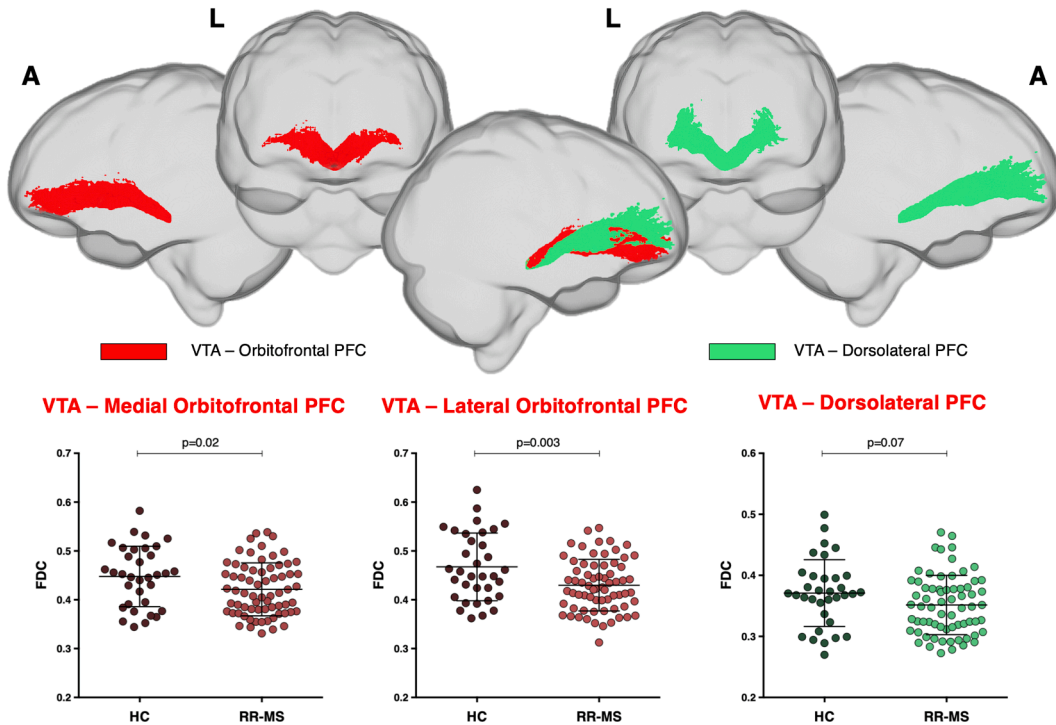 L
L
A
A
VTA – Orbitofrontal PFC
VTA – Dorsolateral PFC
VTA – Medial Orbitofrontal PFC
VTA – Lateral Orbitofrontal PFC
VTA – Dorsolateral PFC
p=0.02
p=0.003
p=0.07
FDC
0.7
0.6
0.5
0.4
0.3
0.2
HC
RR-MS
FDC
0.7
0.6
0.5
0.4
0.3
0.2
HC
RR-MS
FDC
0.6
0.5
0.4
0.3
0.2
HC
RR-MS